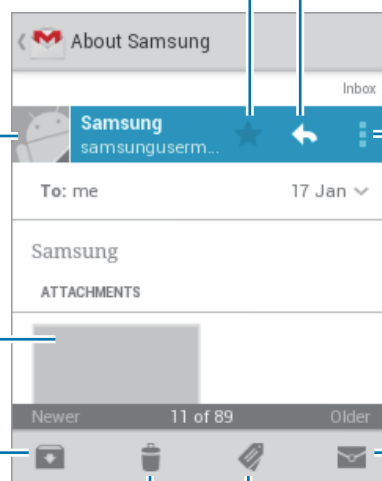 About Samsung
Inbox
Samsung
samsunguserm...
To: me 17 Jan
Samsung
ATTACHMENTS
Newer 11 of 89 Older